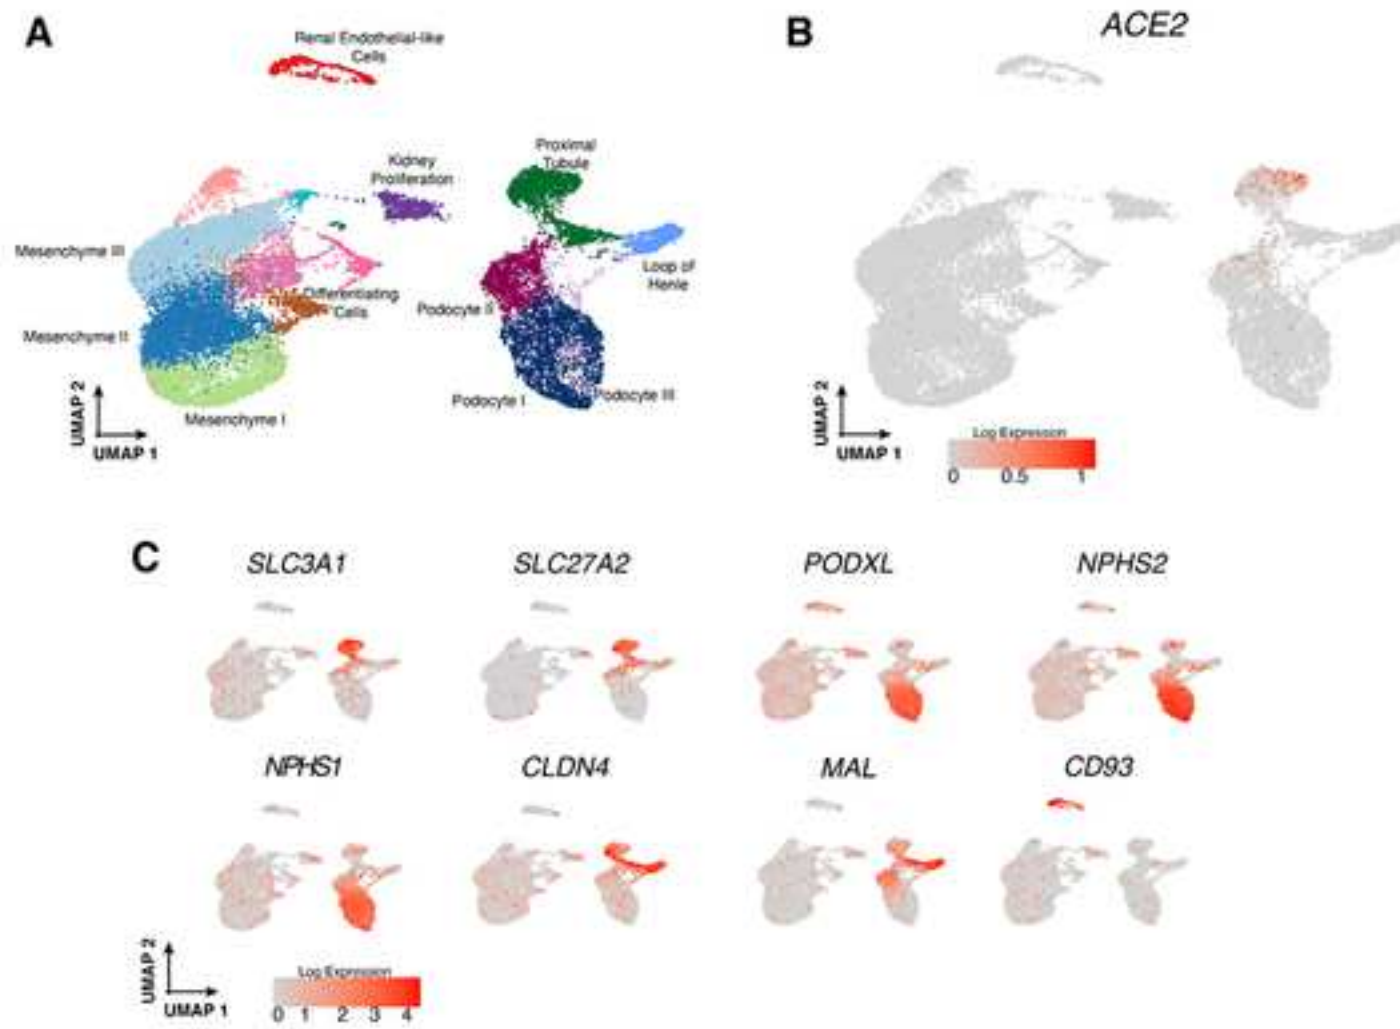 A
B
ACE2
Renal Endothelial-like
Cells
Kidney
Proliferation
Proximal
Tubule
Mesenchyme III
Loop of
Henle
Differentiating
Cells
Podocyte II
Mesenchyme II
Podocyte I
Podocyte III
Mesenchyme I
UMAP 2
UMAP 1
UMAP 2
UMAP 1
Log Expression
0 0.5 1
C
SLC3A1
SLC27A2
PODXL
NPHS2
NPHS1
CLDN4
MAL
CD93
UMAP 2
UMAP 1
Log Expression
0 1 2 3 4